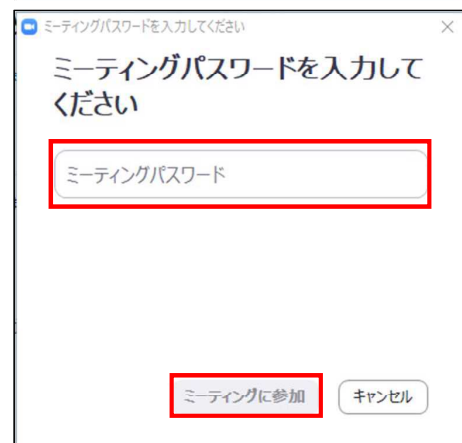 ミーティングパスワードを入力してください
ミーティングパスワードを入力して
ください
ミーティングパスワード
ミーティングに参加
キャンセル